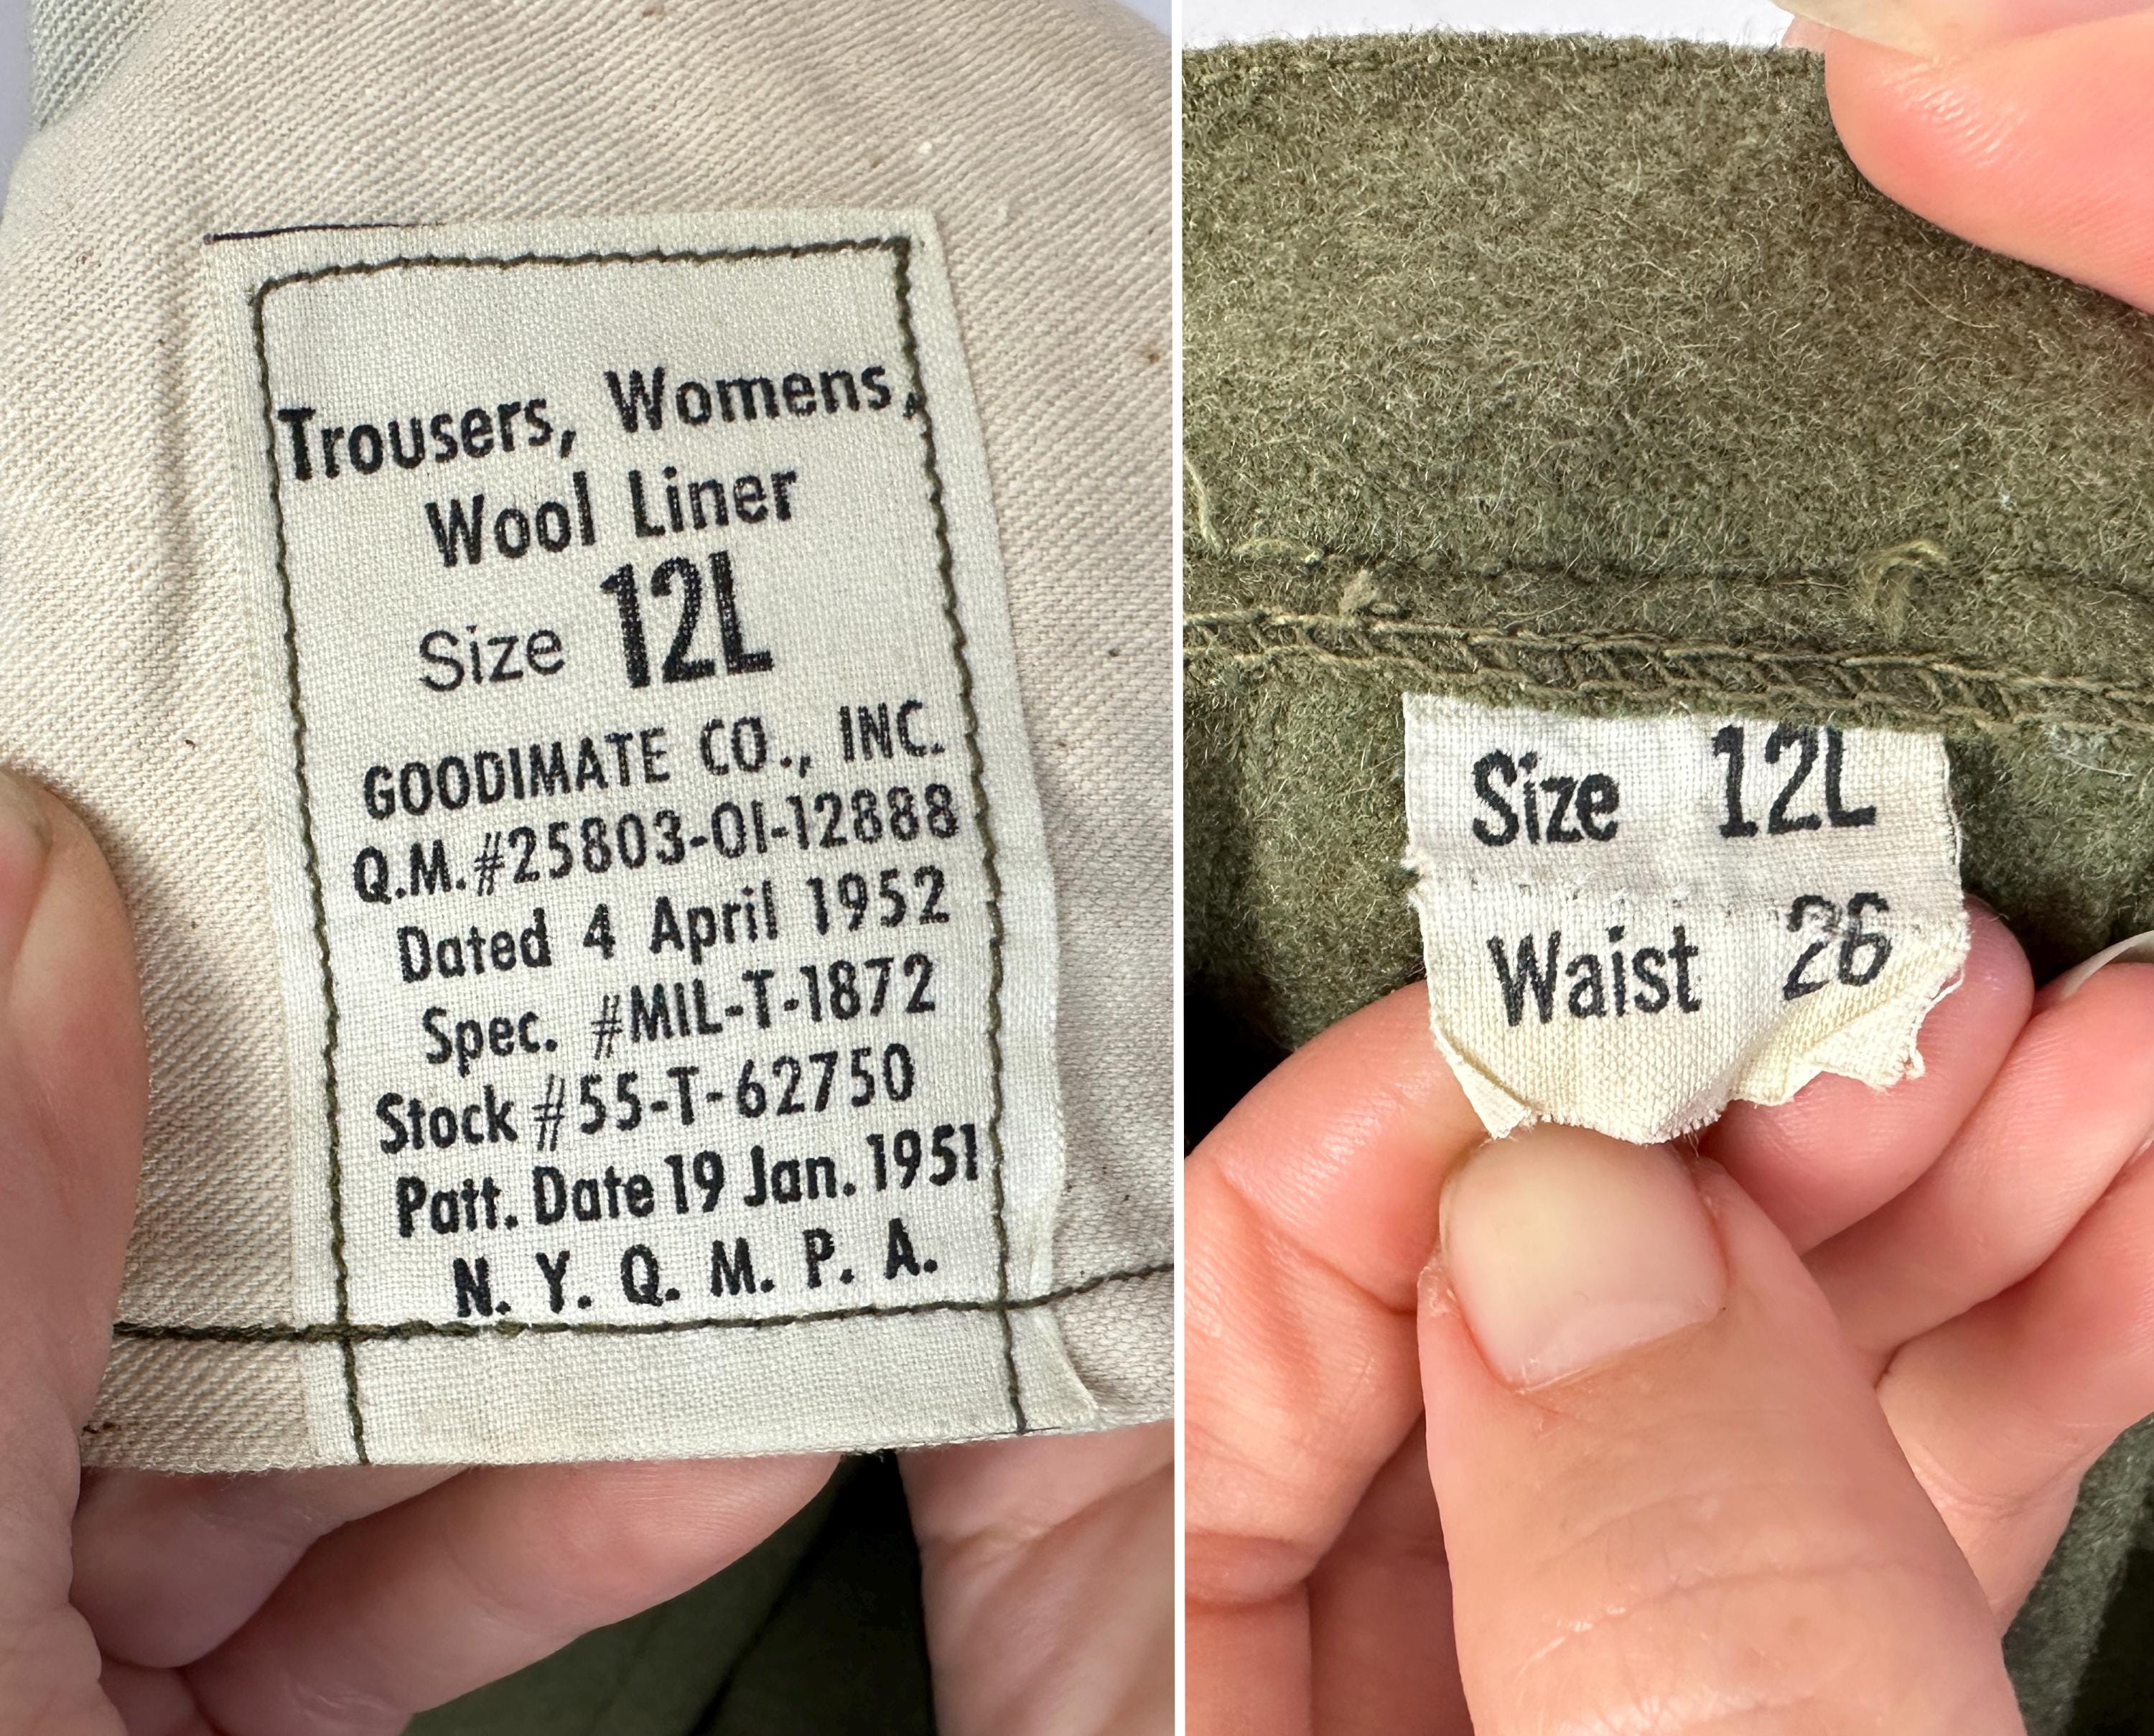 Trousers, Womens,
Wool Liner
Size 12L
GOODIMATE CO., INC.
Q.M.#25803-OI-12888
Dated 4 April 1952
Spec. #MIL-T-1872
Stock #55-T-62750
Patt. Date 19 Jan. 1951
N. Y. Q. M. P. A.
Size 12L
Waist 26